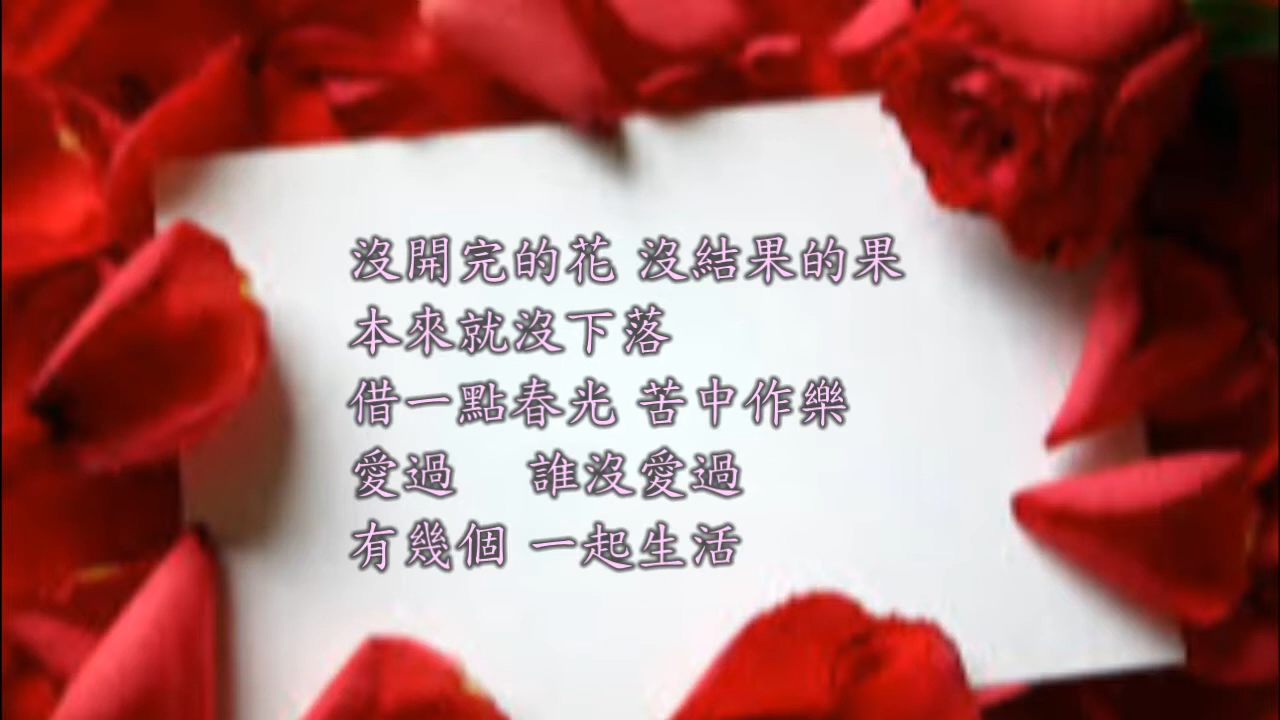 沒開完的花 沒結果的果
本來就沒下落
借一點春光 苦中作樂
愛過 誰沒愛過
有幾個 一起生活